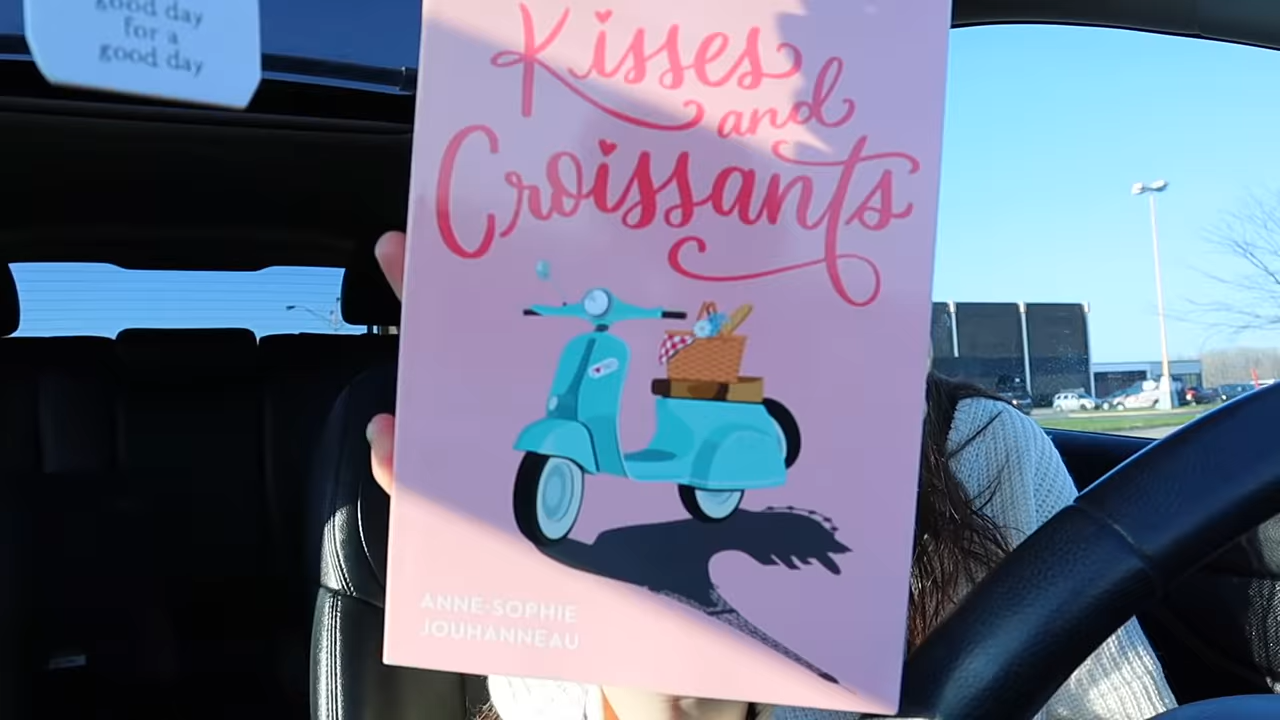 good day
for a
good day
Kisses
and
Croissants
ANNE-SOPHIE
JOUHANNEAU